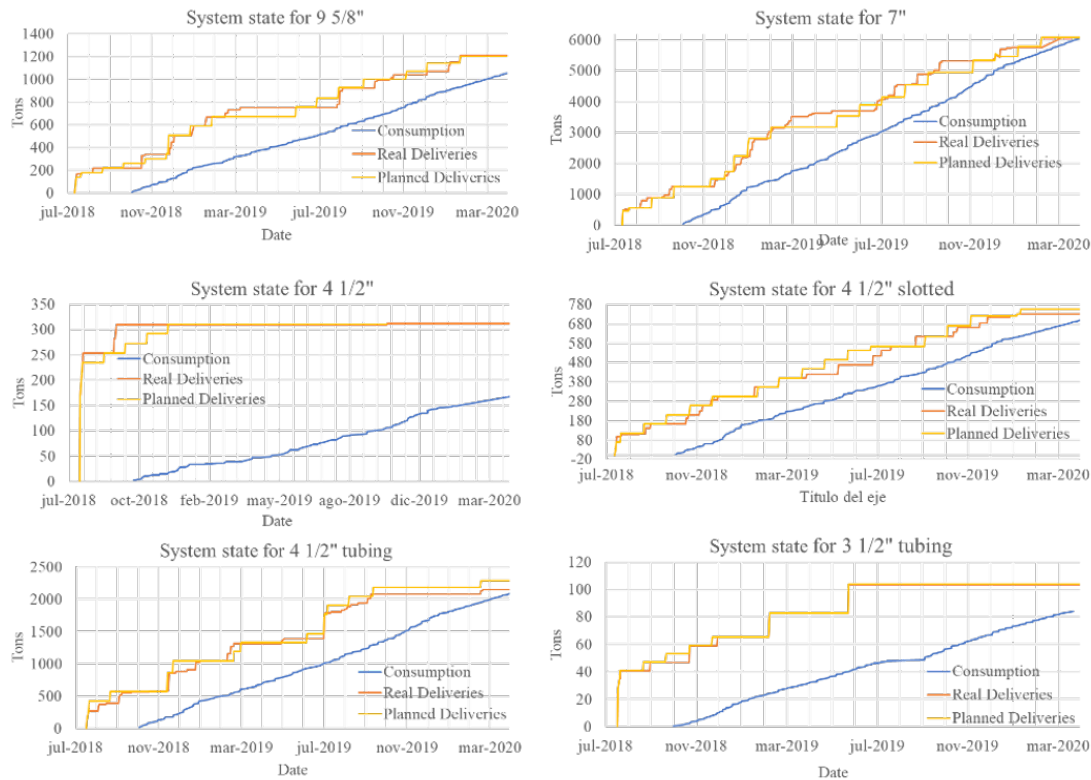 System state for 9 5/8"
1400
1200
1000
800
600
400
200
0
Tons
jul-2018 nov-2018 mar-2019 jul-2019 nov-2019 mar-2020
Date
Consumption
Real Deliveries
Planned Deliveries
System state for 7"
6000
5000
4000
3000
2000
1000
0
Tons
jul-2018 nov-2018 mar-2019 jul-2019 nov-2019 mar-2020
Date
Consumption
Real Deliveries
Planned Deliveries
System state for 4 1/2"
350
300
250
200
150
100
50
0
Tons
jul-2018 oct-2018 feb-2019 may-2019 ago-2019 dic-2019 mar-2020
Date
Consumption
Real Deliveries
Planned Deliveries
System state for 4 1/2" slotted
780
680
580
480
380
280
180
80
-20
Tons
jul-2018 nov-2018 mar-2019 jul-2019 nov-2019 mar-2020
Titulo del eje
Consumption
Real Deliveries
Planned Deliveries
System state for 4 1/2" tubing
2500
2000
1500
1000
500
0
Tons
jul-2018 nov-2018 mar-2019 jul-2019 nov-2019 mar-2020
Date
Consumption
Real Deliveries
Planned Deliveries
System state for 3 1/2" tubing
120
100
80
60
40
20
0
Tons
jul-2018 nov-2018 mar-2019 jul-2019 nov-2019 mar-2020
Date
Consumption
Real Deliveries
Planned Deliveries